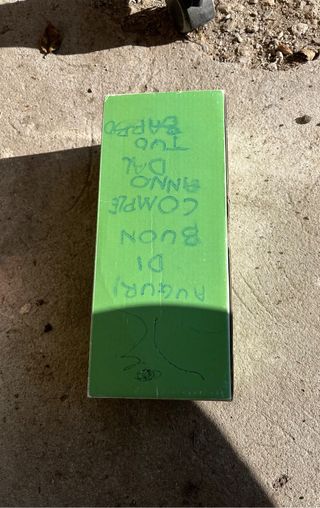 AUGURI
DI
BUON
COMPLE
ANNO
DAL
TUO
BABBO